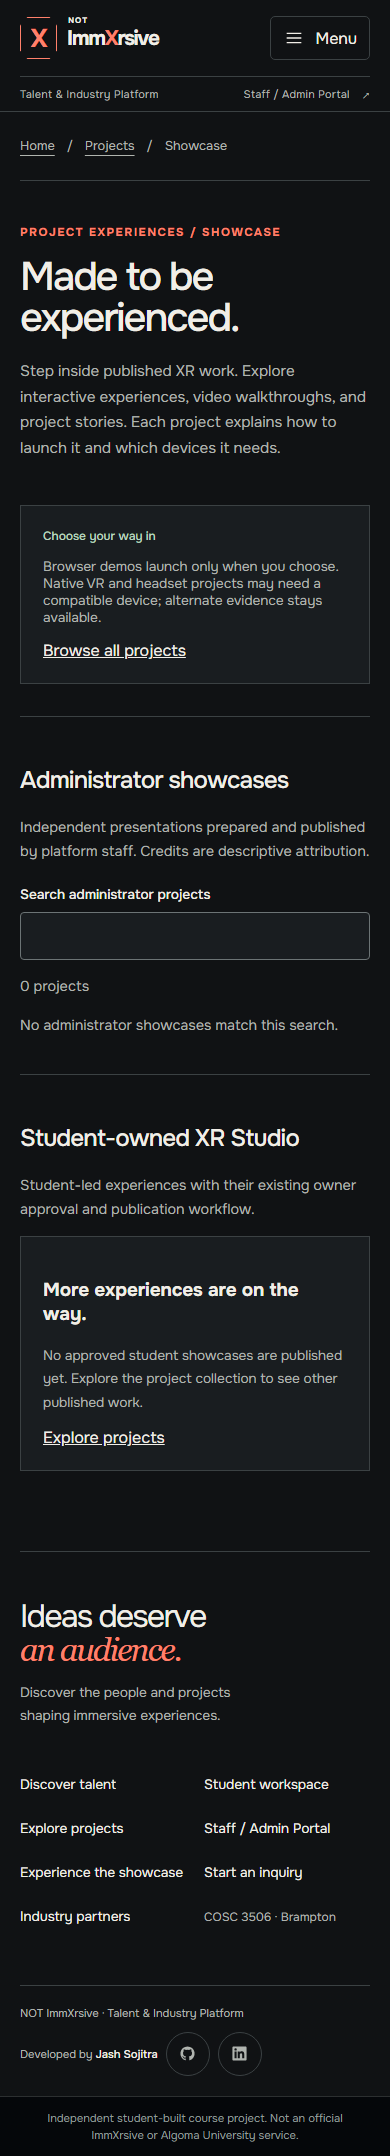 NOT
X ImmXrsive
Menu
Talent & Industry Platform
Staff / Admin Portal ↗
Home / Projects / Showcase
PROJECT EXPERIENCES / SHOWCASE
Made to be
experienced.
Step inside published XR work. Explore
interactive experiences, video walkthroughs, and
project stories. Each project explains how to
launch it and which devices it needs.
Choose your way in
Browser demos launch only when you choose.
Native VR and headset projects may need a
compatible device; alternate evidence stays
available.
Browse all projects
Administrator showcases
Independent presentations prepared and published
by platform staff. Credits are descriptive attribution.
Search administrator projects
0 projects
No administrator showcases match this search.
Student-owned XR Studio
Student-led experiences with their existing owner
approval and publication workflow.
More experiences are on the
way.
No approved student showcases are published
yet. Explore the project collection to see other
published work.
Explore projects
Ideas deserve
an audience.
Discover the people and projects
shaping immersive experiences.
Discover talent
Student workspace
Explore projects
Staff / Admin Portal
Experience the showcase
Start an inquiry
Industry partners
COSC 3506 · Brampton
NOT ImmXrsive · Talent & Industry Platform
Developed by Jash Sojitra
Independent student-built course project. Not an official
ImmXrsive or Algoma University service.